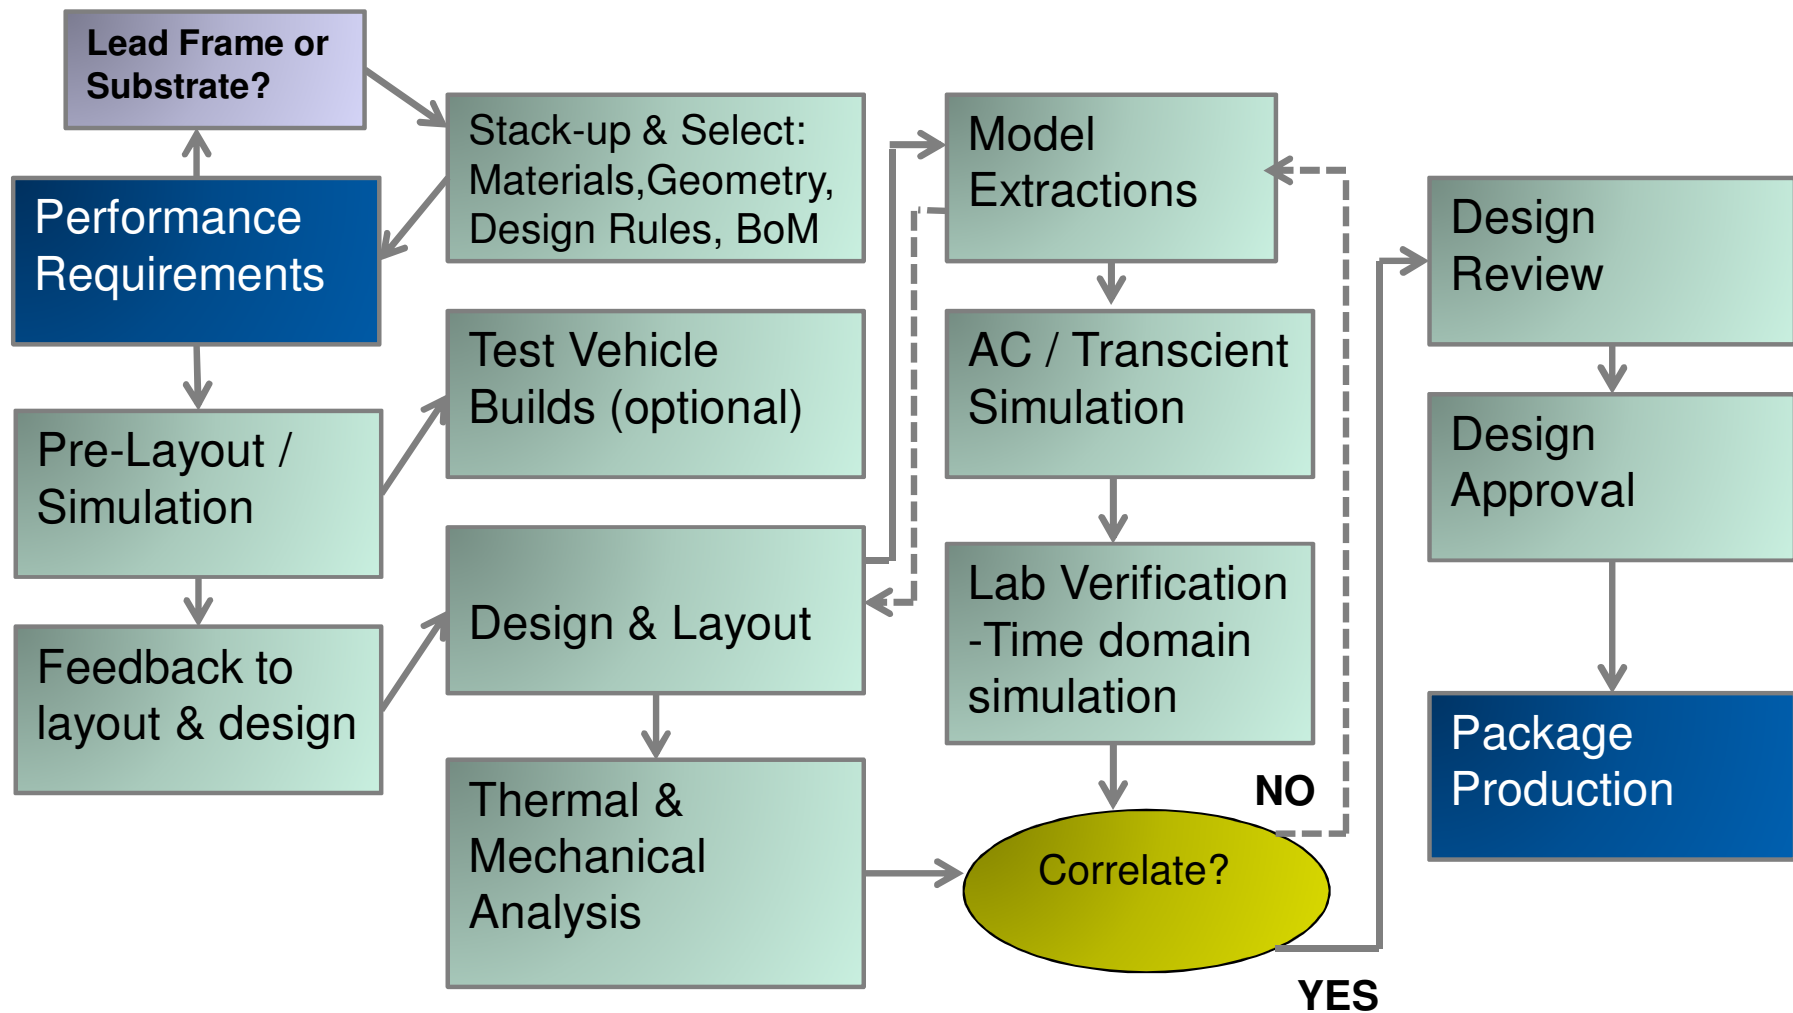 Lead Frame or
Substrate?
Performance
Requirements
Pre-Layout /
Simulation
Feedback to
layout & design
Stack-up & Select:
Materials,Geometry,
Design Rules, BoM
Test Vehicle
Builds (optional)
Design & Layout
Thermal &
Mechanical
Analysis
Model
Extractions
AC / Transcient
Simulation
Lab Verification
-Time domain
simulation
Correlate?
NO
YES
Design
Review
Design
Approval
Package
Production